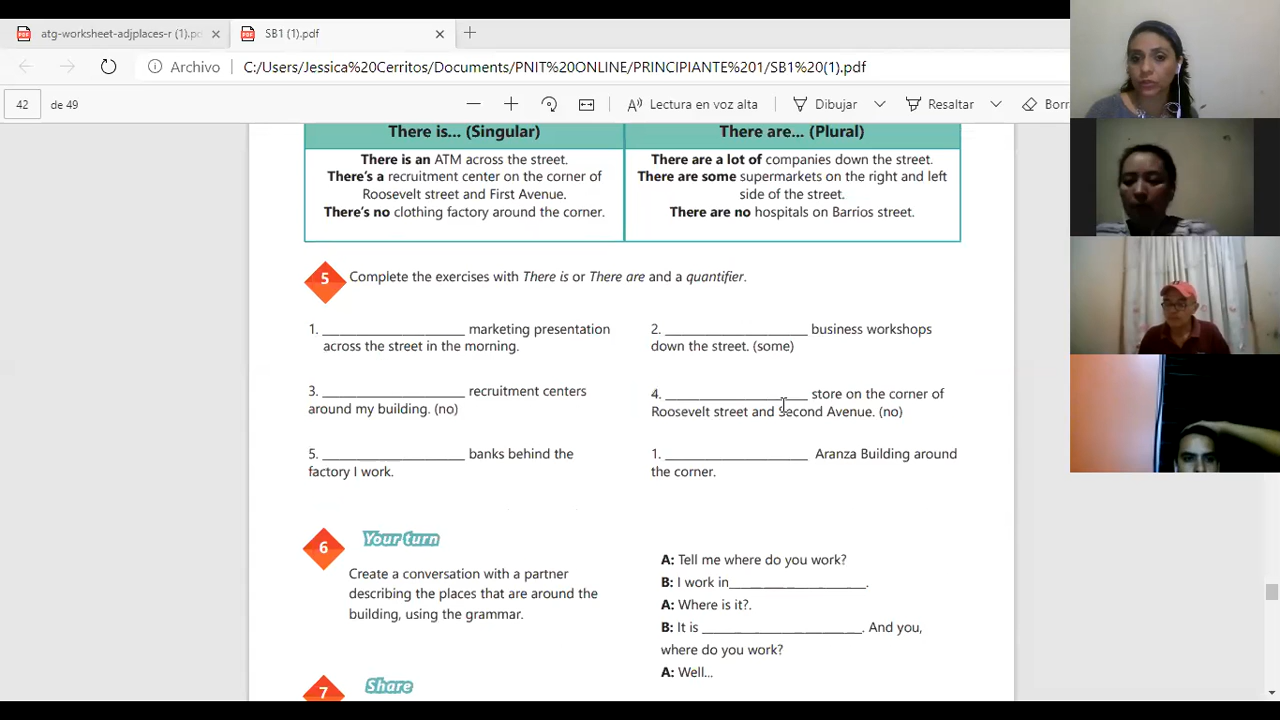 atg-worksheet-adjplaces-r (1).pd
SB1 (1).pdf
Archivo
C:/Users/Jessica%20Cerritos/Documents/PNIT%20ONLINE/PRINCIPIANTE%201/SB1%20(1).pdf
42 de 49
Lectura en voz alta
Dibujar
Resaltar
Borr
There is... (Singular)
There are... (Plural)
There is an ATM across the street.
There's a recruitment center on the corner of
Roosevelt street and First Avenue.
There's no clothing factory around the corner.
There are a lot of companies down the street.
There are some supermarkets on the right and left
side of the street.
There are no hospitals on Barrios street.
5 Complete the exercises with There is or There are and a quantifier.
1. ____________________ marketing presentation
across the street in the morning.
2. ____________________ business workshops
down the street. (some)
3. ____________________ recruitment centers
around my building. (no)
4. ____________________ store on the corner of
Roosevelt street and Second Avenue. (no)
5. ____________________ banks behind the
factory I work.
1. ____________________ Aranza Building around
the corner.
6 Your turn
Create a conversation with a partner
describing the places that are around the
building, using the grammar.
A: Tell me where do you work?
B: I work in____________________.
A: Where is it?.
B: It is ______________________. And you,
where do you work?
A: Well...
7 Share